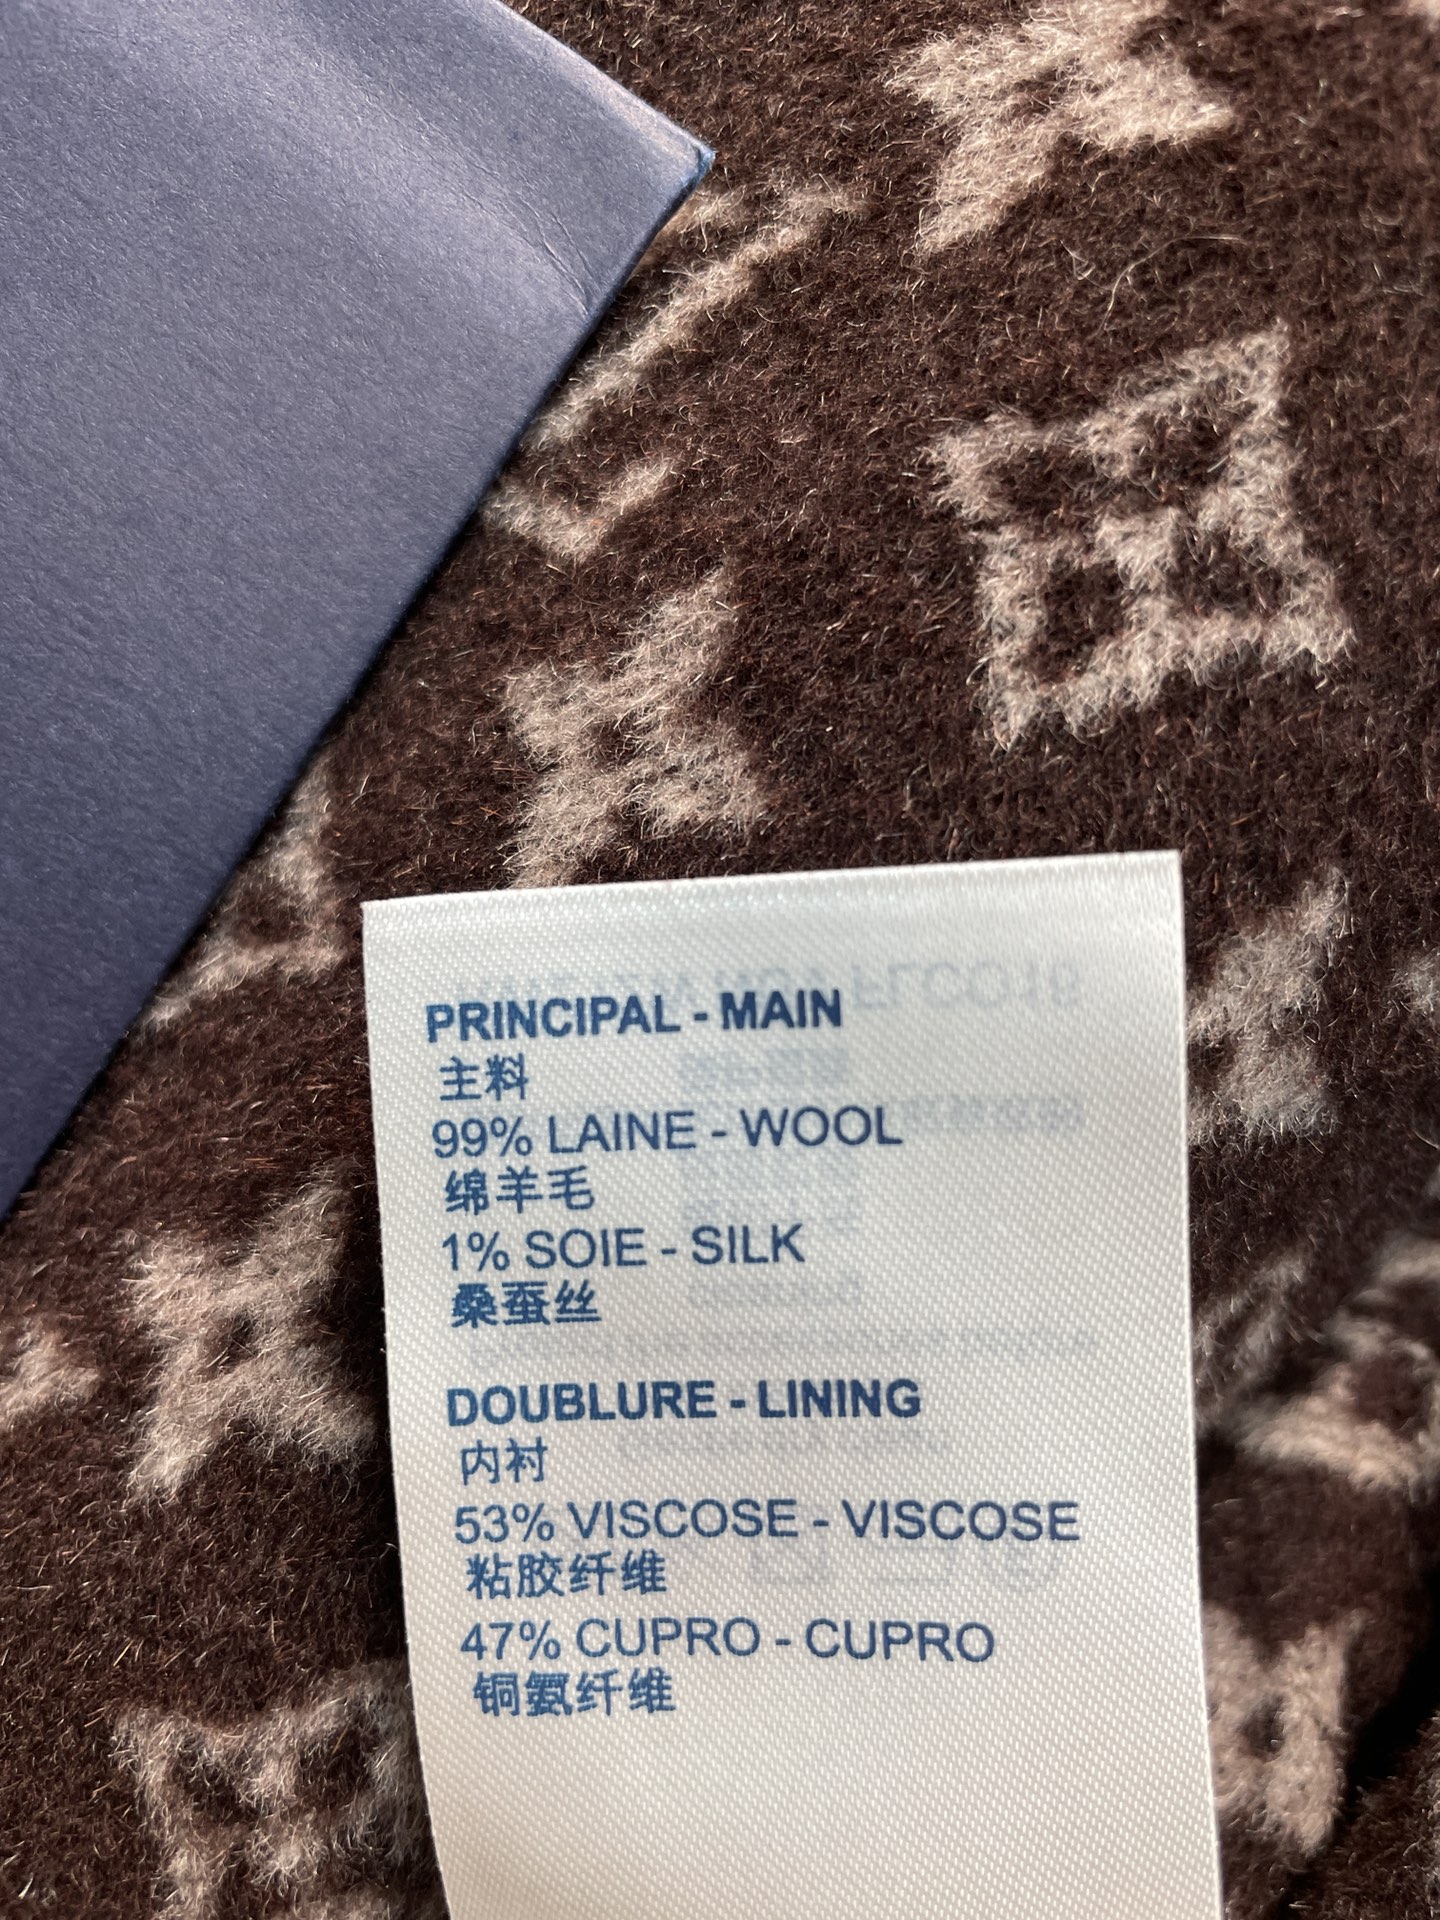 PRINCIPAL - MAIN
主料
99% LAINE - WOOL
绵羊毛
1% SOIE - SILK
桑蚕丝
DOUBLURE - LINING
内衬
53% VISCOSE - VISCOSE
粘胶纤维
47% CUPRO - CUPRO
铜氨纤维